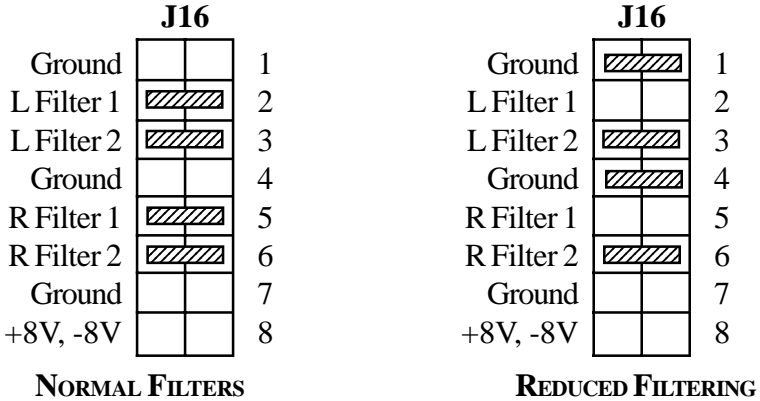 J16
Ground 1
L Filter 1 2
L Filter 2 3
Ground 4
R Filter 1 5
R Filter 2 6
Ground 7
+8V, -8V 8
NORMAL FILTERS
J16
Ground 1
L Filter 1 2
L Filter 2 3
Ground 4
R Filter 1 5
R Filter 2 6
Ground 7
+8V, -8V 8
REDUCED FILTERING